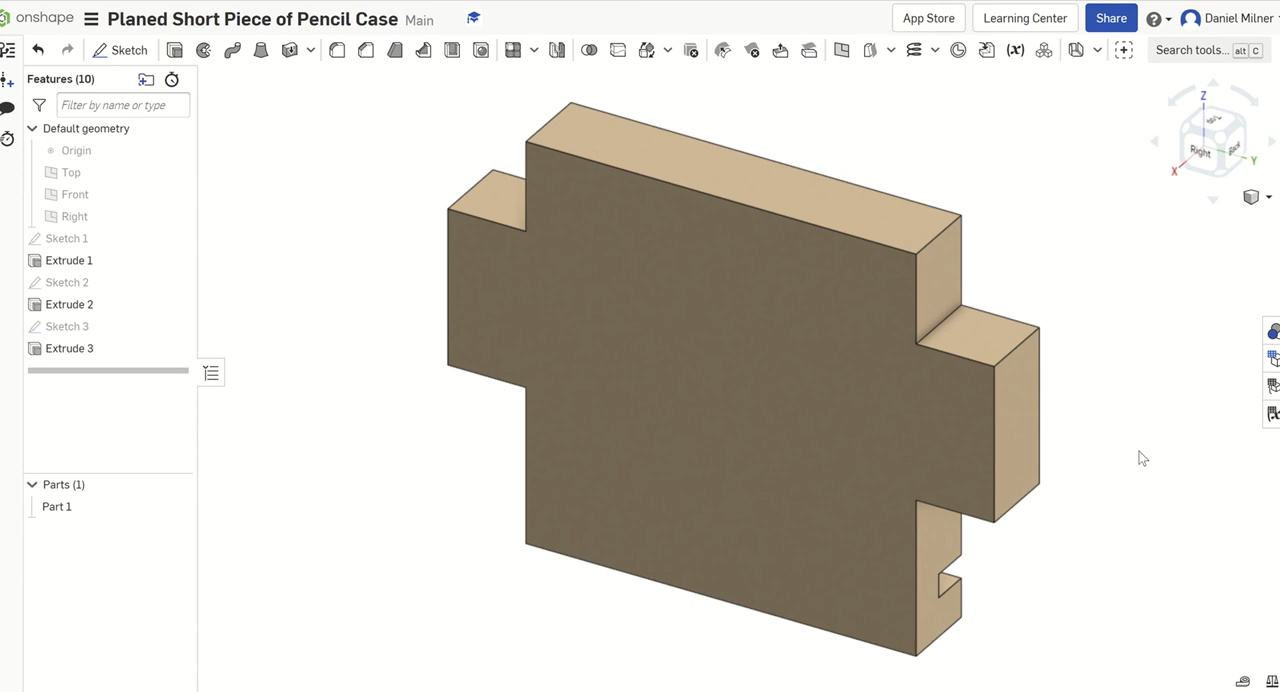 onshape Planed Short Piece of Pencil Case Main App Store Learning Center Share Daniel Milner
Sketch Search tools... alt C
Features (10)
Filter by name or type
Default geometry
Origin
Top
Front
Right
Sketch 1
Extrude 1
Sketch 2
Extrude 2
Sketch 3
Extrude 3
Parts (1)
Part 1
Z
Right
Back
X
Y